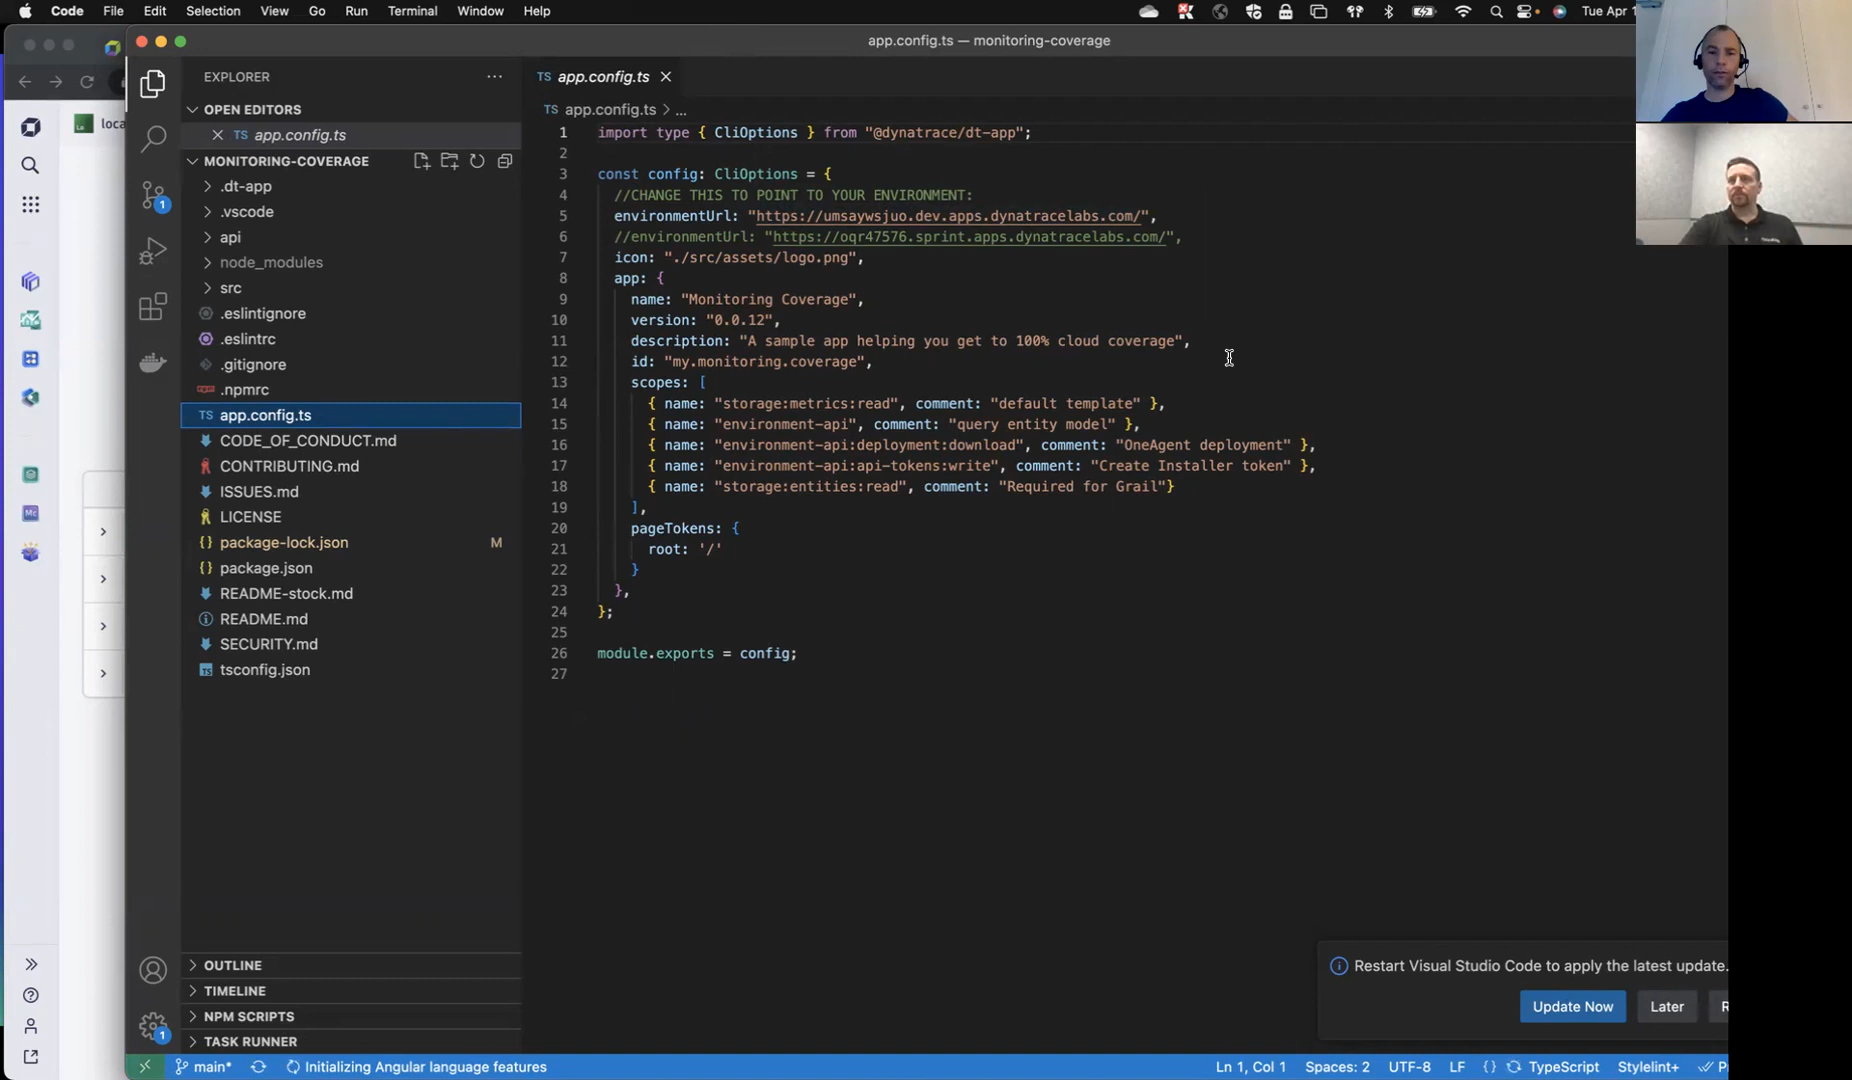 Code File Edit Selection View Go Run Terminal Window Help
Tue Apr 1
app.config.ts — monitoring-coverage
EXPLORER
OPEN EDITORS
app.config.ts
MONITORING-COVERAGE
.dt-app
.vscode
api
node_modules
src
.eslintignore
.eslintrc
.gitignore
.npmrc
app.config.ts
CODE_OF_CONDUCT.md
CONTRIBUTING.md
ISSUES.md
LICENSE
package-lock.json M
package.json
README-stock.md
README.md
SECURITY.md
tsconfig.json
OUTLINE
TIMELINE
NPM SCRIPTS
TASK RUNNER
loca
app.config.ts
app.config.ts > ...
1 import type { CliOptions } from "@dynatrace/dt-app";
2
3 const config: CliOptions = {
4 //CHANGE THIS TO POINT TO YOUR ENVIRONMENT:
5 environmentUrl: "https://umsaywsjuo.dev.apps.dynatracelabs.com/",
6 //environmentUrl: "https://oqr47576.sprint.apps.dynatracelabs.com/",
7 icon: "./src/assets/logo.png",
8 app: {
9 name: "Monitoring Coverage",
10 version: "0.0.12",
11 description: "A sample app helping you get to 100% cloud coverage",
12 id: "my.monitoring.coverage",
13 scopes: [
14 { name: "storage:metrics:read", comment: "default template" },
15 { name: "environment-api", comment: "query entity model" },
16 { name: "environment-api:deployment:download", comment: "OneAgent deployment" },
17 { name: "environment-api:api-tokens:write", comment: "Create Installer token" },
18 { name: "storage:entities:read", comment: "Required for Grail"}
19 ],
20 pageTokens: {
21 root: '/'
22 }
23 },
24 };
25
26 module.exports = config;
27
Restart Visual Studio Code to apply the latest update.
Update Now Later R
main* Initializing Angular language features Ln 1, Col 1 Spaces: 2 UTF-8 LF {} TypeScript Stylelint+ P